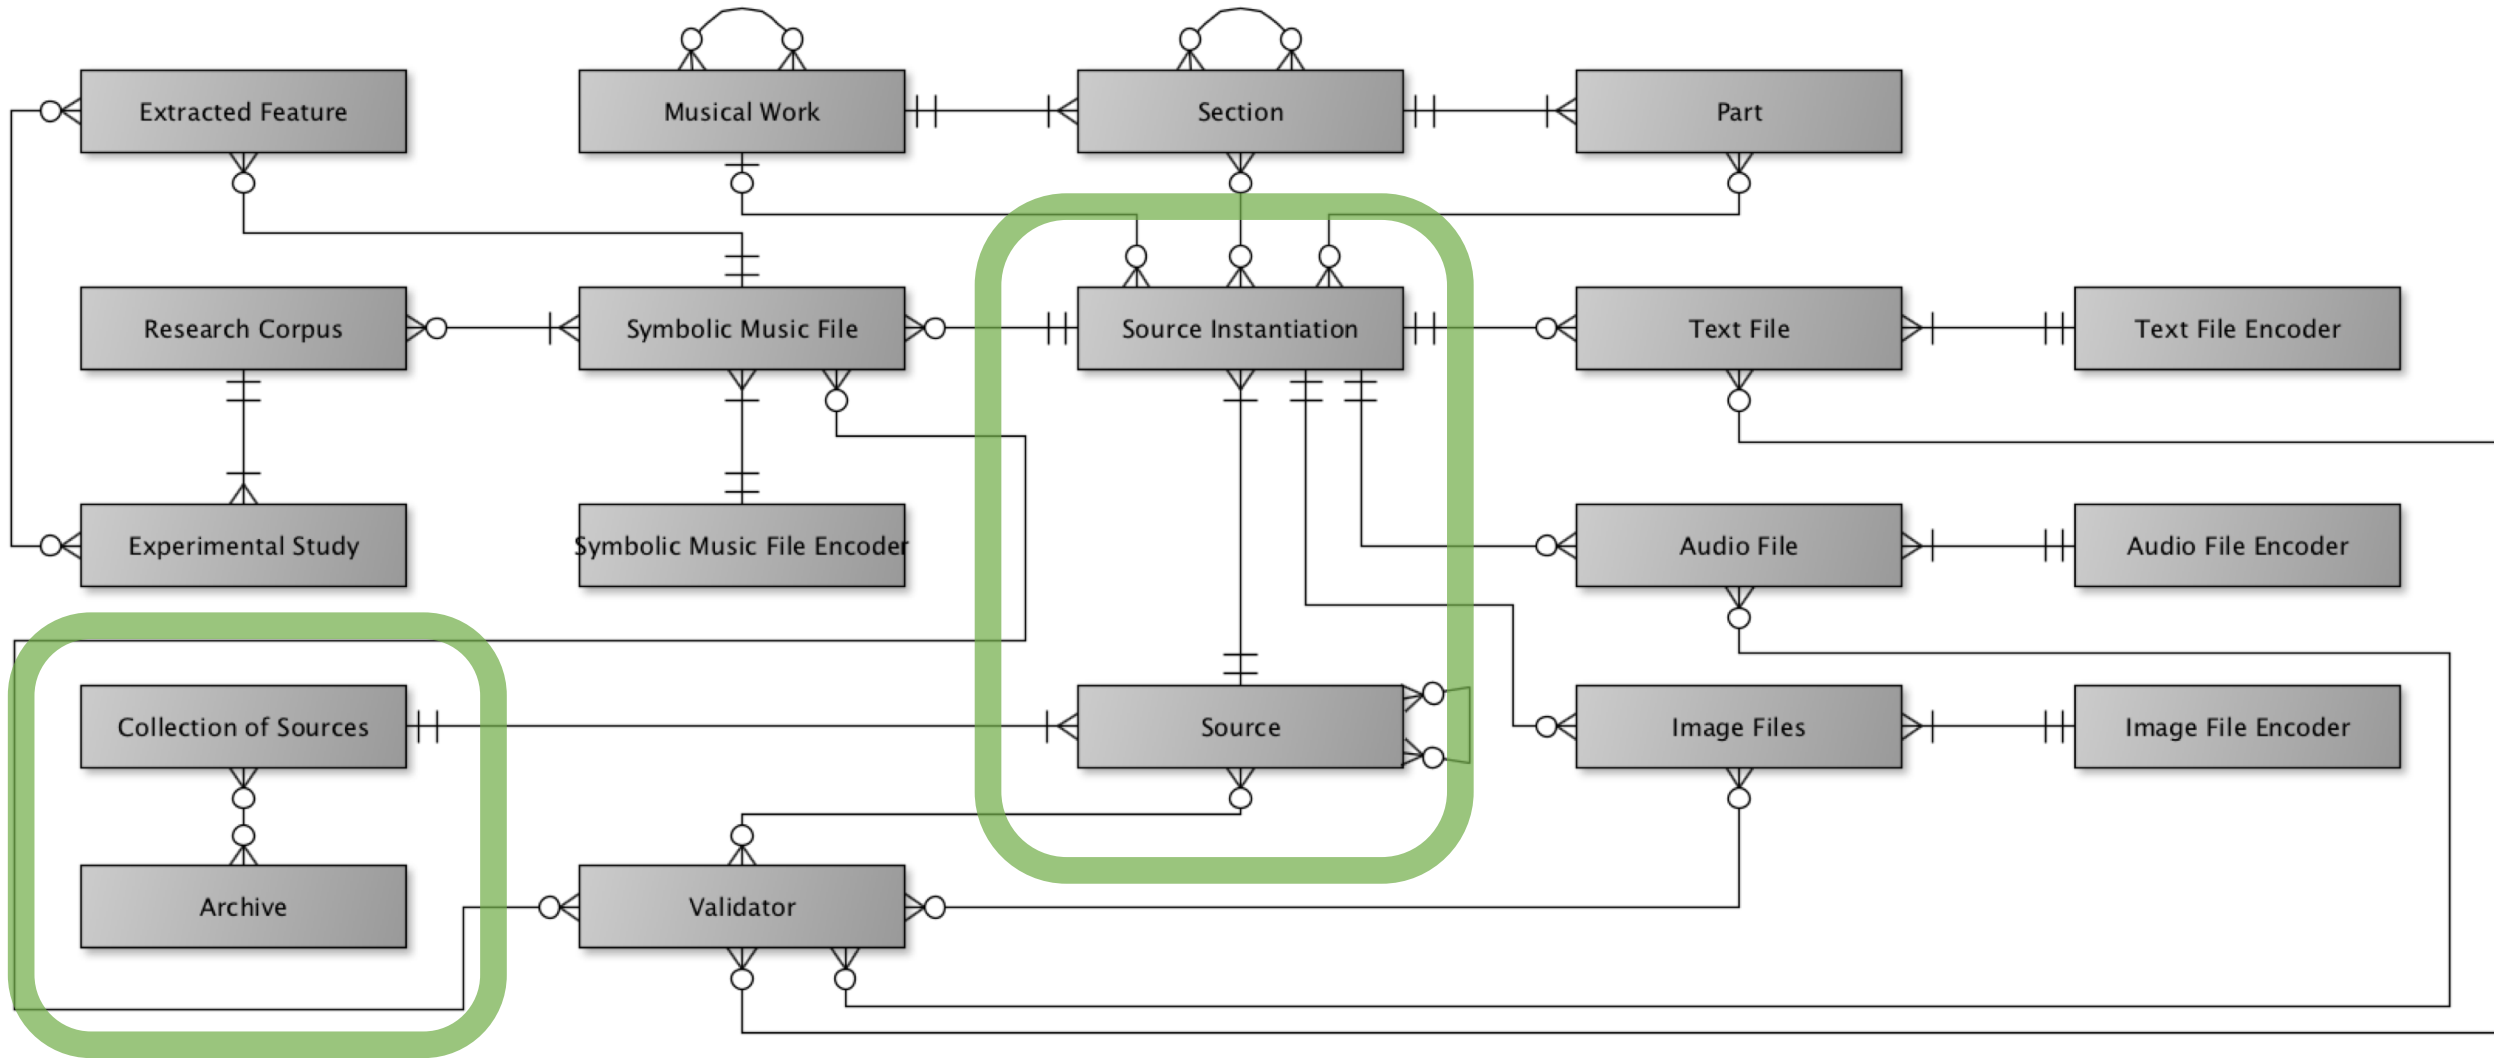 Extracted Feature
Musical Work
Section
Part
Research Corpus
Symbolic Music File
Source Instantiation
Text File
Text File Encoder
Experimental Study
Symbolic Music File Encoder
Audio File
Audio File Encoder
Collection of Sources
Source
Image Files
Image File Encoder
Archive
Validator